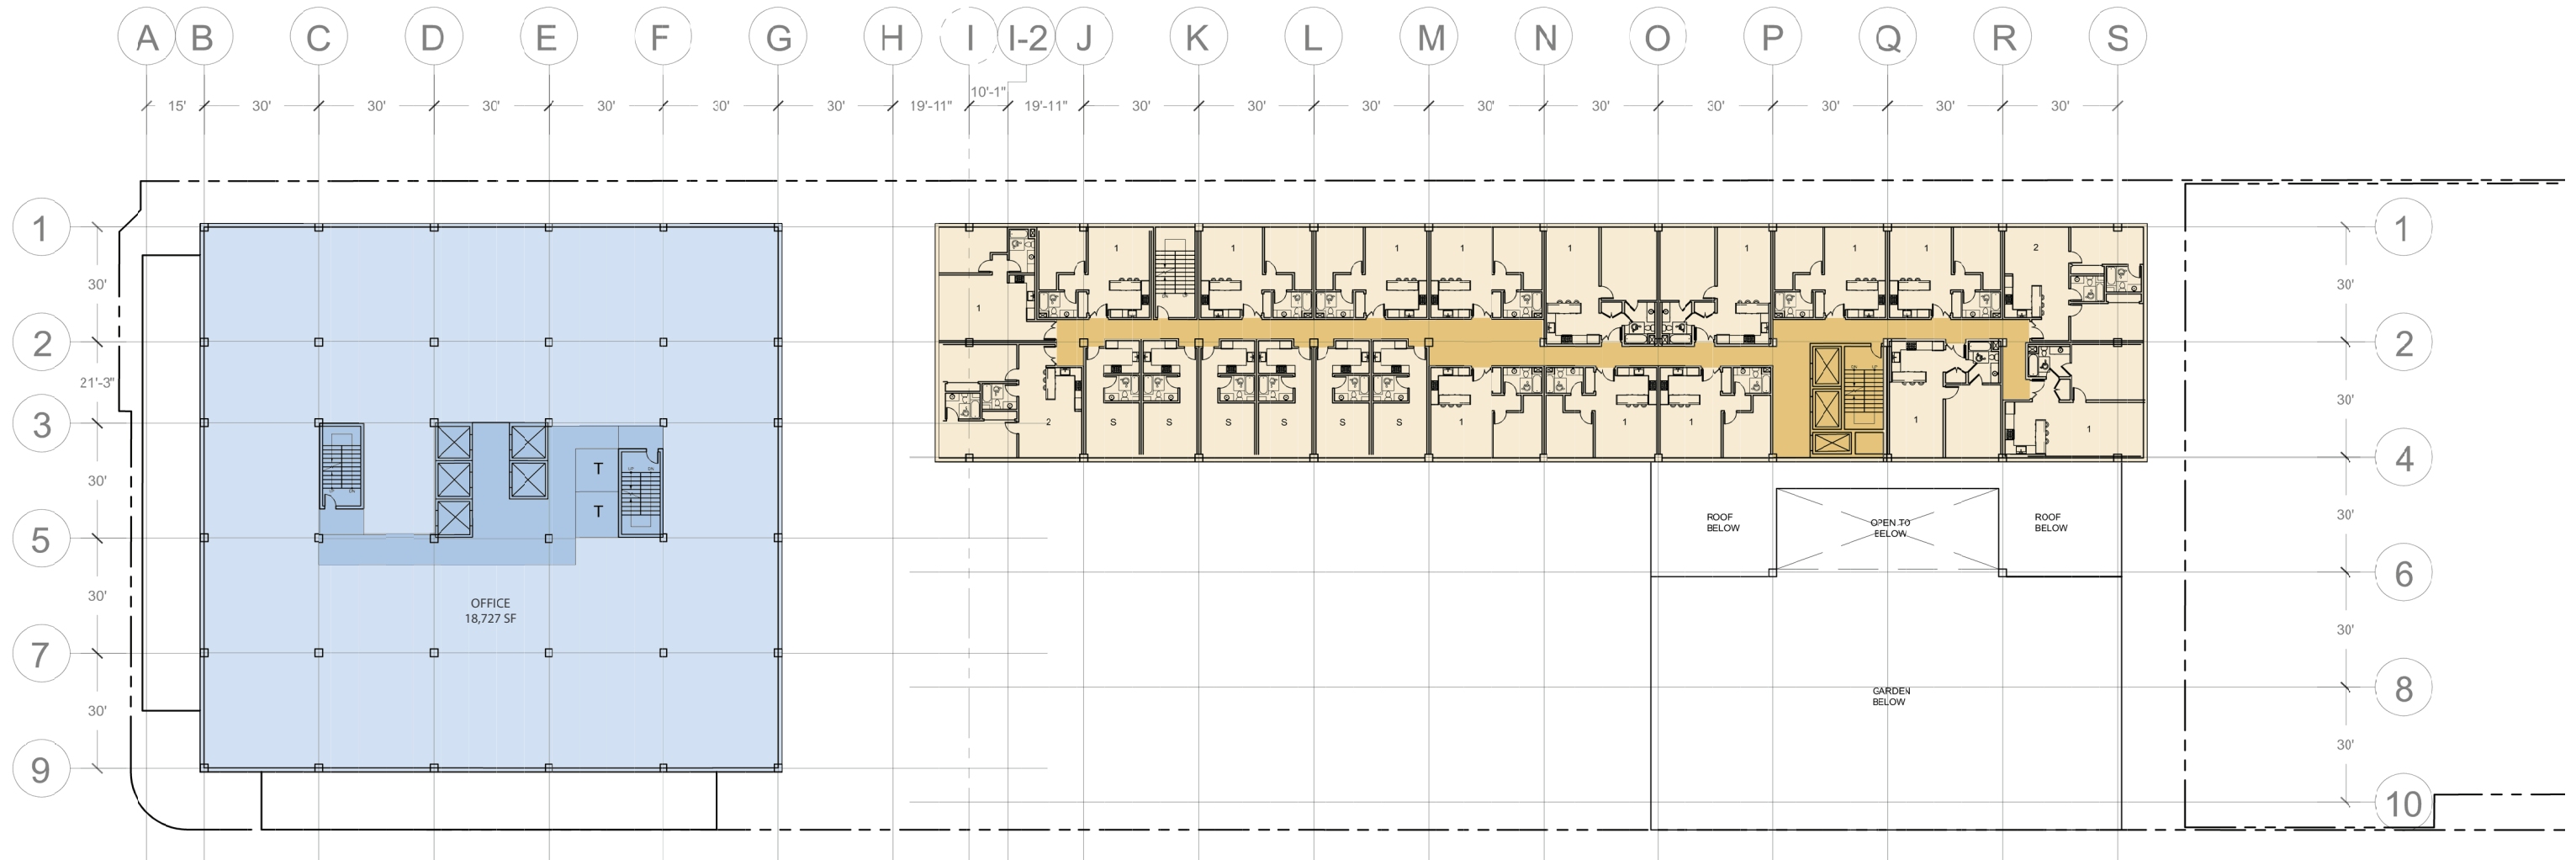 A B C D E F G H I I-2 J K L M N O P Q R S
10'-1"
15' 30' 30' 30' 30' 30' 30' 19'-11" 19'-11" 30' 30' 30' 30' 30' 30' 30' 30' 30'
1 1
30' 30'
1 1 1 1 1 1 1 1 1 2
1
2 2
21'-3" 30'
3
2 S S S S S S 1 1 1 1 1
4
30' 30'
T
T
ROOF
BELOW
OPEN TO
BELOW
ROOF
BELOW
5
6
30' 30'
OFFICE
18,727 SF
7
8
GARDEN
BELOW
30' 30'
9
10